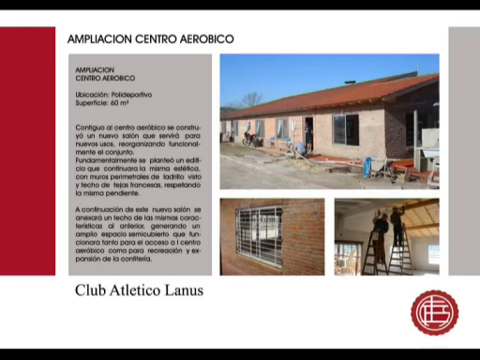 AMPLIACION CENTRO AEROBICO
AMPLIACION
CENTRO AEROBICO
Ubicación: Polideportivo
Superficie: 60 m²
Contiguo al centro aeróbico se constru-
yó un nuevo salón que servirá para
nuevos usos, reorganizando funcional-
mente el conjunto.
Fundamentalmente se planteó un edifi-
cio que continuara la misma estética,
con muros perimetrales de ladrillo visto
y techo de tejas francesas, respetando
la misma pendiente.
A continuación de este nuevo salón se
anexará un techo de las mismas carac-
terísticas al anterior, generando un
amplio espacio semicubierto que fun-
cionara tanto para el acceso a l centro
aeróbico como para recreación y ex-
pansión de la confitería.
Club Atletico Lanus